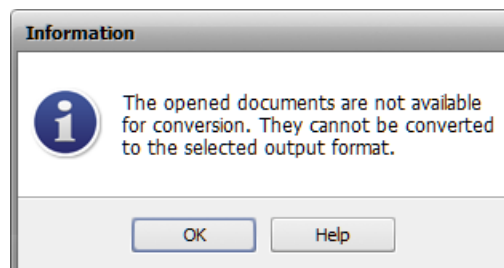 Information
The opened documents are not available
for conversion. They cannot be converted
to the selected output format.
OK
Help